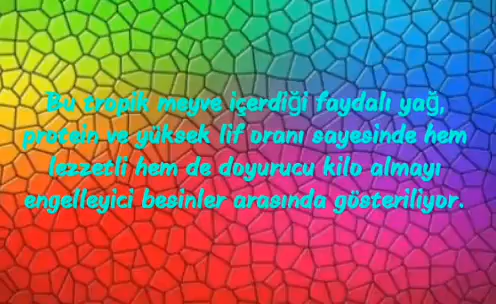 Bu tropik meyve içerdiği faydalı yağ,
protein ve yüksek lif oranı sayesinde hem
lezzetli hem de doyurucu kilo almayı
engelleyici besinler arasında gösteriliyor.